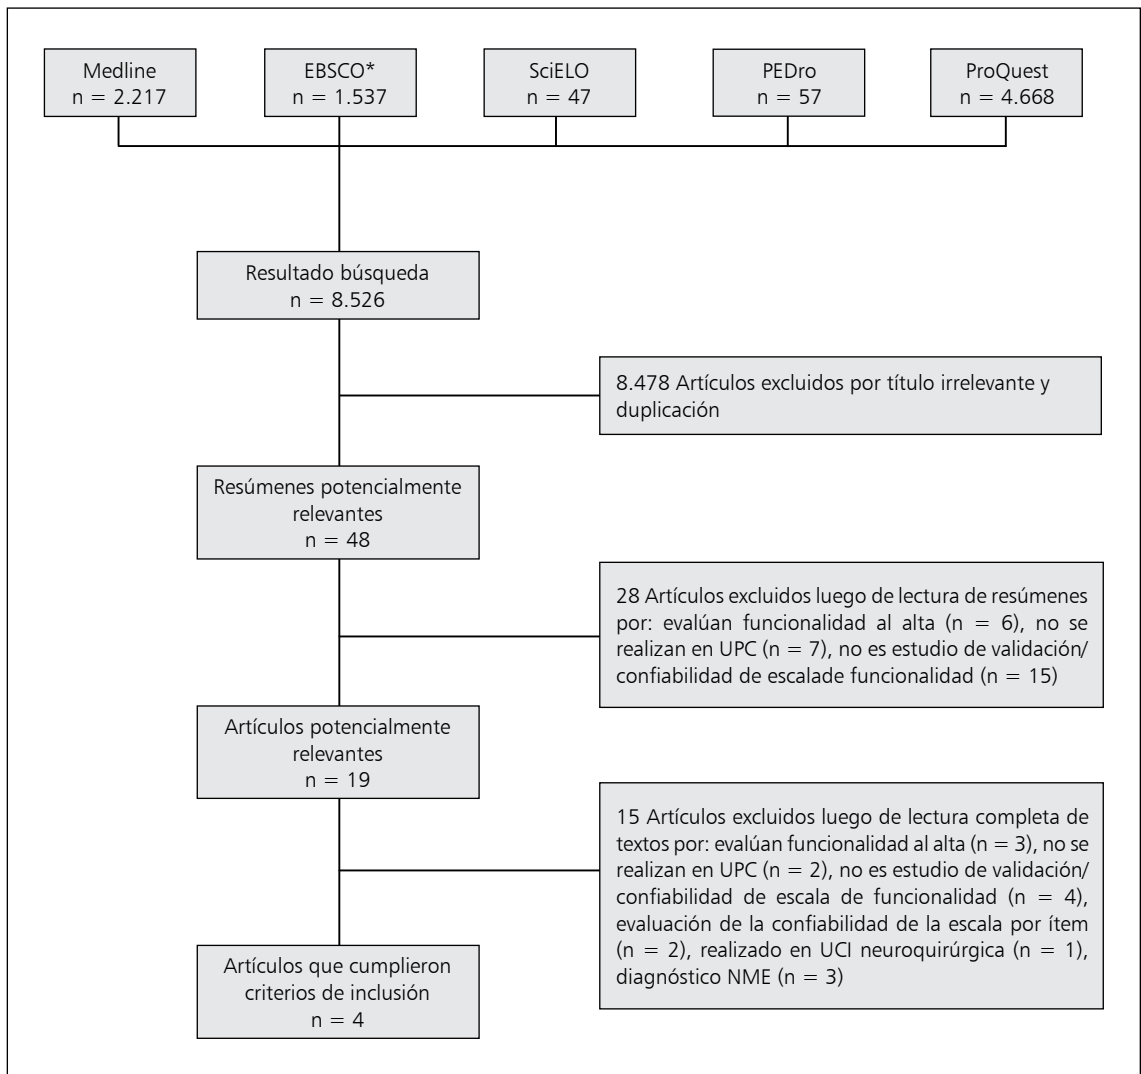 Medline
n = 2.217
EBSCO*
n = 1.537
SciELO
n = 47
PEDro
n = 57
ProQuest
n = 4.668
Resultado búsqueda
n = 8.526
8.478 Artículos excluidos por título irrelevante y
duplicación
Resúmenes potencialmente
relevantes
n = 48
28 Artículos excluidos luego de lectura de resúmenes
por: evalúan funcionalidad al alta (n = 6), no se
realizan en UPC (n = 7), no es estudio de validación/
confiabilidad de escalade funcionalidad (n = 15)
Artículos potencialmente
relevantes
n = 19
15 Artículos excluidos luego de lectura completa de
textos por: evalúan funcionalidad al alta (n = 3), no se
realizan en UPC (n = 2), no es estudio de validación/
confiabilidad de escala de funcionalidad (n = 4),
evaluación de la confiabilidad de la escala por ítem
(n = 2), realizado en UCI neuroquirúrgica (n = 1),
diagnóstico NME (n = 3)
Artículos que cumplieron
criterios de inclusión
n = 4